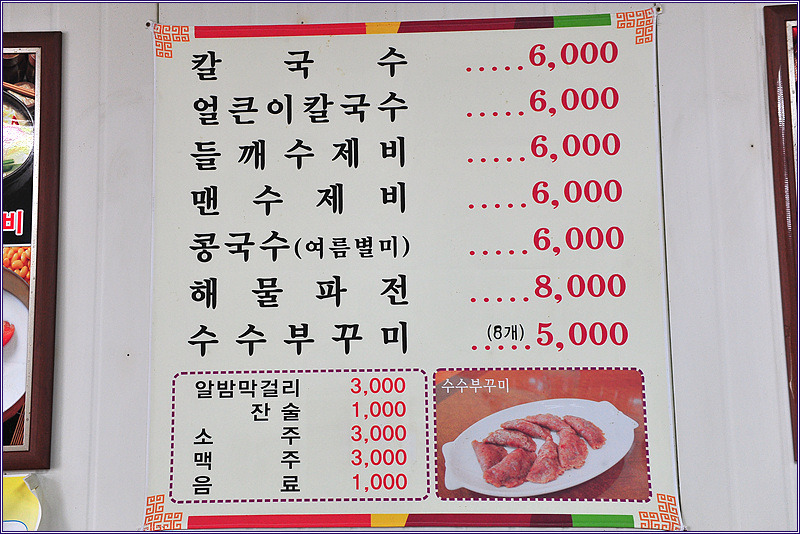 칼국수 .....6,000
얼큰이칼국수 .....6,000
들깨수제비 .....6,000
맨수제비 .....6,000
콩국수(여름별미) .....6,000
해물파전 .....8,000
수수부꾸미 (8개) .....5,000
알밤막걸리 3,000
잔술 1,000
소주 3,000
맥주 3,000
음료 1,000
수수부꾸미
비